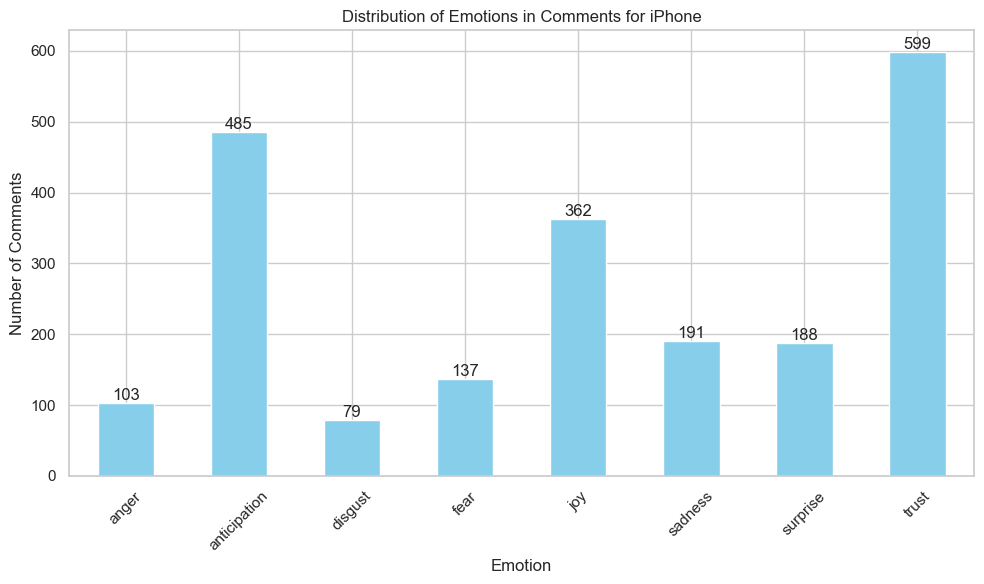 Distribution of Emotions in Comments for iPhone
Number of Comments
600
500
400
300
200
100
0
103
485
79
137
362
191
188
599
anger
anticipation
disgust
fear
joy
sadness
surprise
trust
Emotion